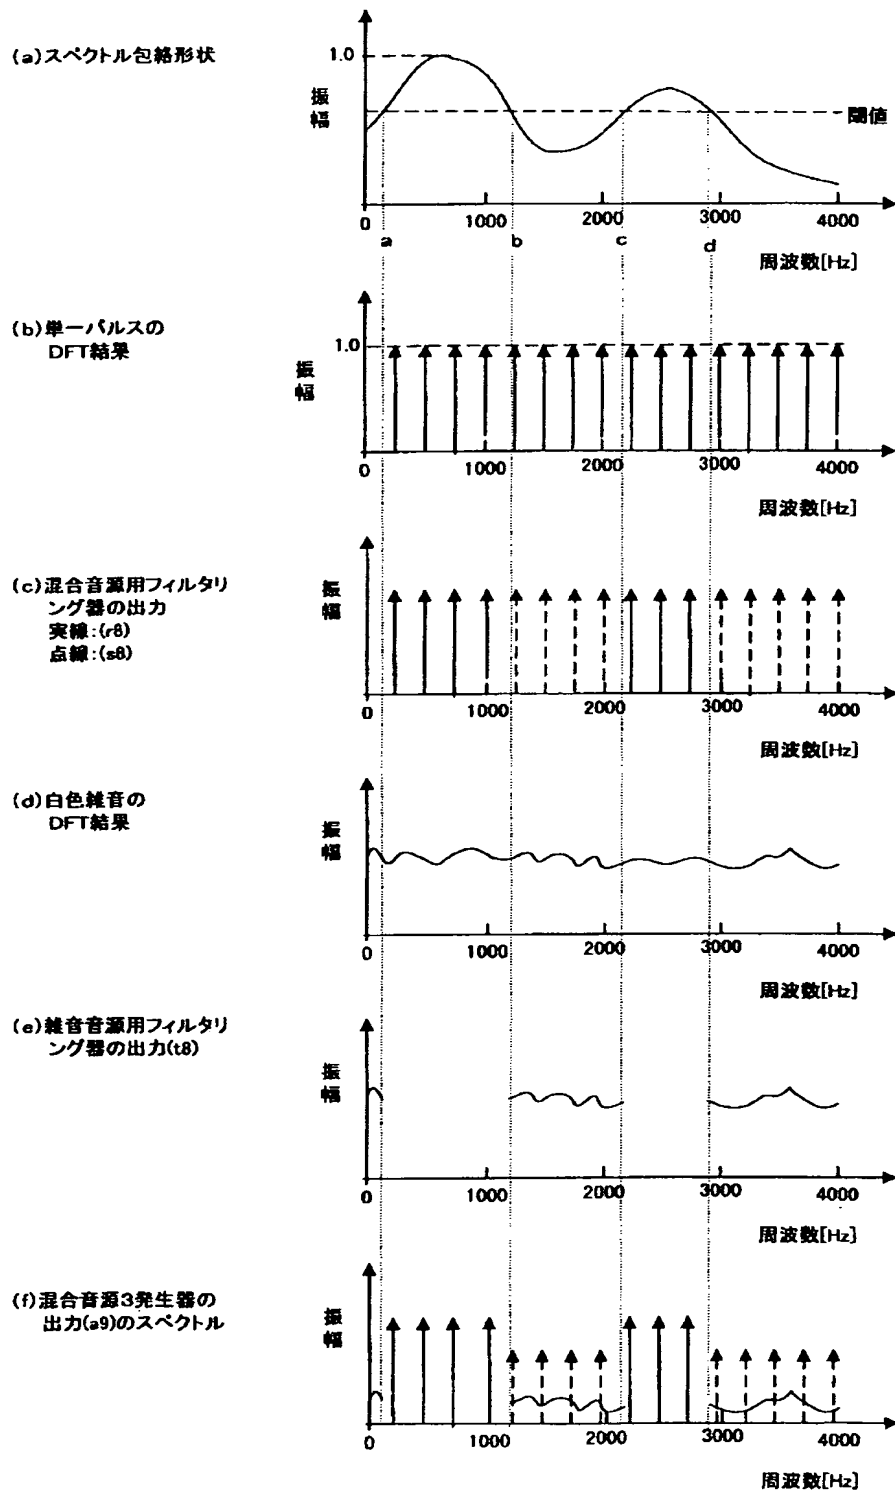 (a)スペクトル包絡形状
1.0
振
幅
閾値
0 1000 2000 3000 4000
a b c d
周波数[Hz]
(b)単一パルスの
DFT結果
1.0
振
幅
0 1000 2000 3000 4000
周波数[Hz]
(c)混合音源用フィルタリ
ング器の出力
実線:(r8)
点線:(s8)
振
幅
0 1000 2000 3000 4000
周波数[Hz]
(d)白色雑音の
DFT結果
振
幅
0 1000 2000 3000 4000
周波数[Hz]
(e)雑音音源用フィルタリ
ング器の出力(t8)
振
幅
0 1000 2000 3000 4000
周波数[Hz]
(f)混合音源3発生器の
出力(a9)のスペクトル
振
幅
0 1000 2000 3000 4000
周波数[Hz]